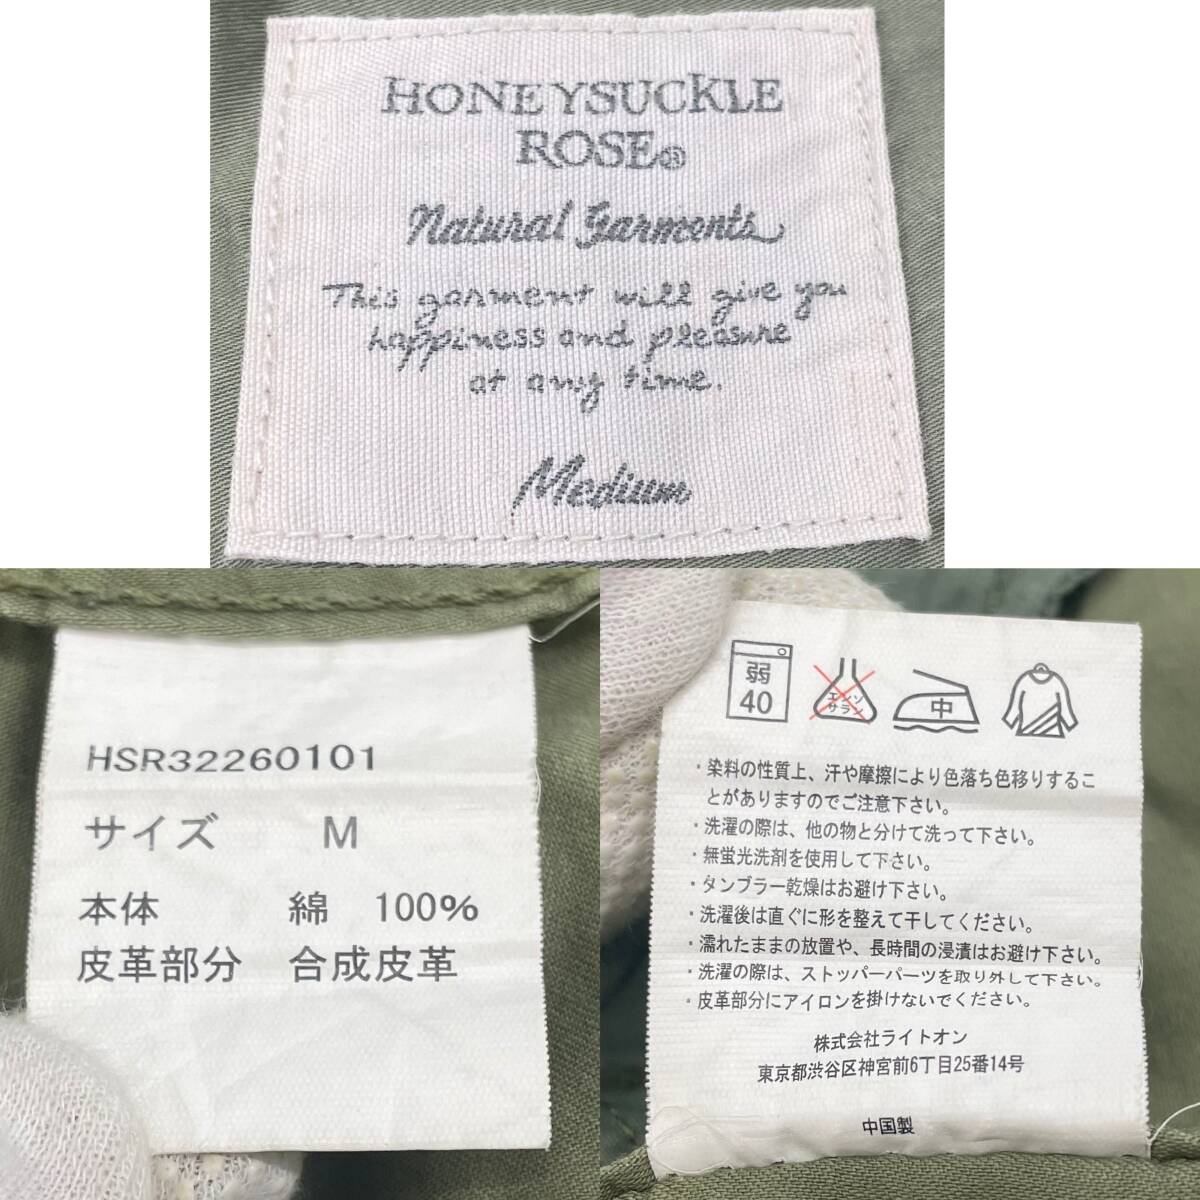 HONEYSUCKLE
ROSE®
Natural Garments
This garment will give you
happiness and pleasure
at any time.
Medium
HSR32260101
サイズ M
本体 綿 100%
皮革部分 合成皮革
弱
40
エンソ
サラシ
中
・染料の性質上、汗や摩擦により色落ち色移りするこ
とがありますのでご注意下さい。
・洗濯の際は、他の物と分けて洗って下さい。
・無蛍光洗剤を使用して下さい。
・タンブラー乾燥はお避け下さい。
・洗濯後は直ぐに形を整えて干してください。
・濡れたままの放置や、長時間の浸漬はお避け下さい。
・洗濯の際は、ストッパーパーツを取り外して下さい。
・皮革部分にアイロンを掛けないでください。
株式会社ライトオン
東京都渋谷区神宮前6丁目25番14号
中国製